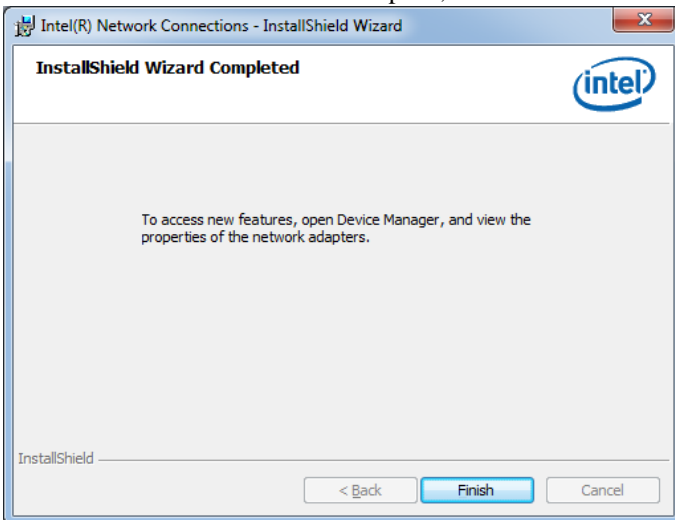 Intel(R) Network Connections - InstallShield Wizard
InstallShield Wizard Completed
intel
To access new features, open Device Manager, and view the
properties of the network adapters.
InstallShield
< Back
Finish
Cancel